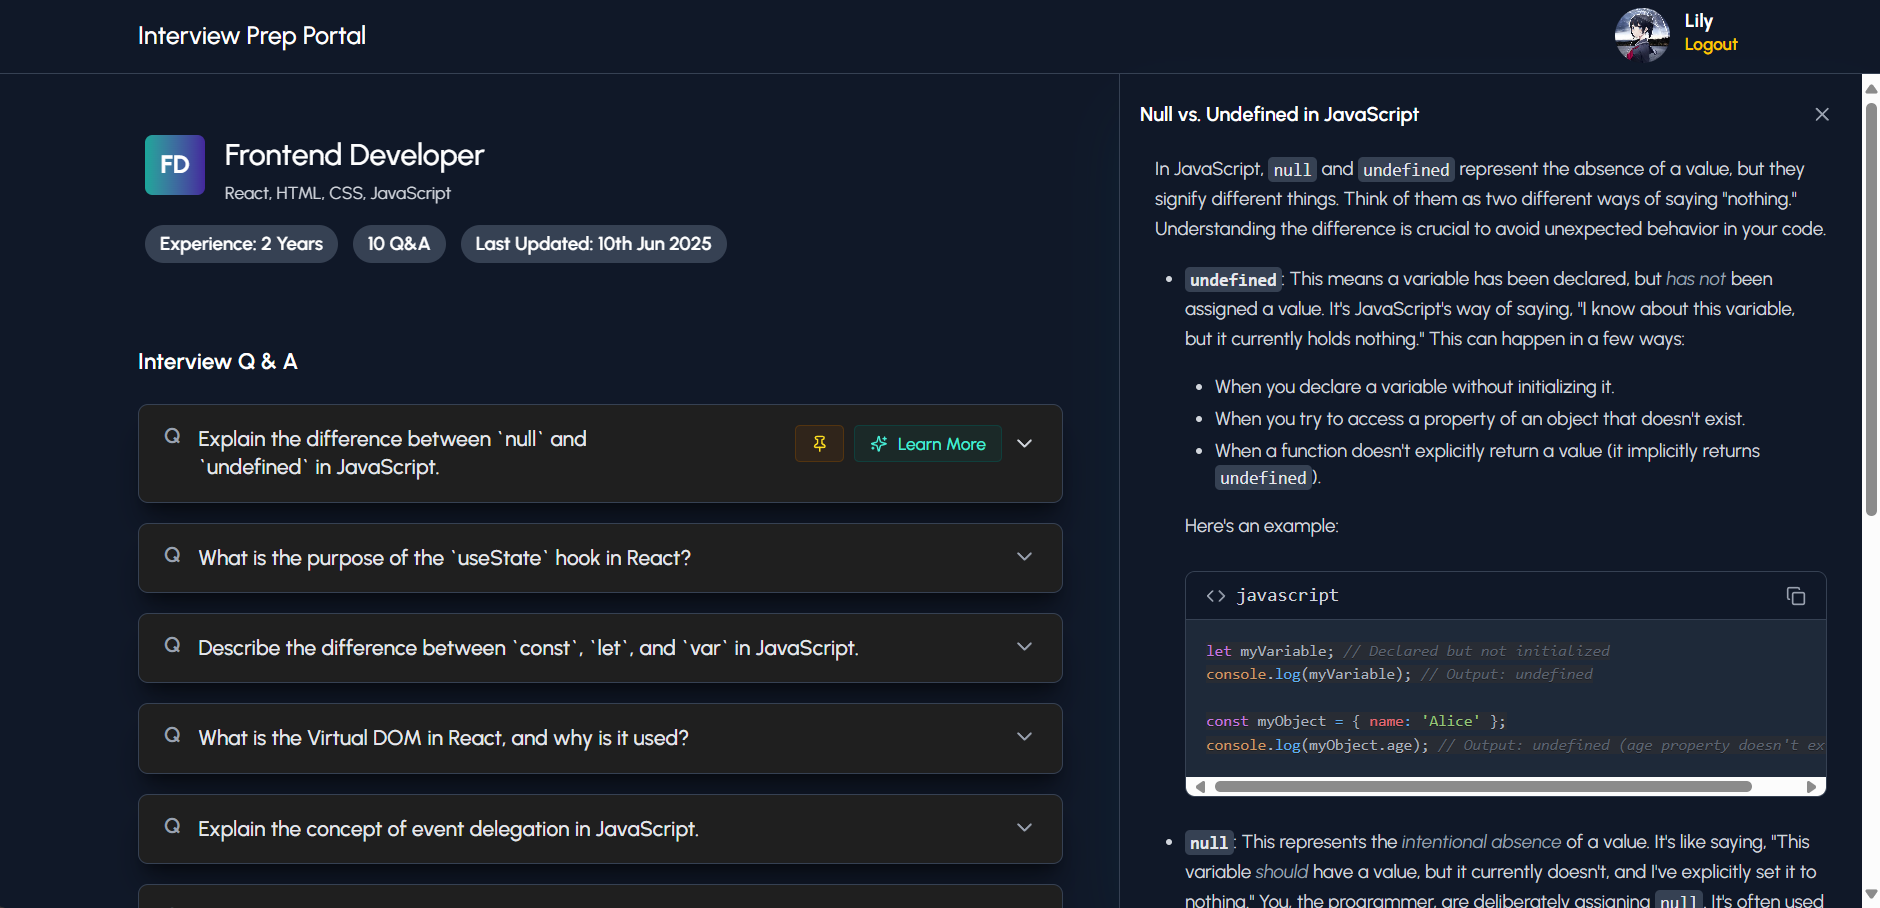 Interview Prep Portal
Lily
Logout
FD
Frontend Developer
React, HTML, CSS, JavaScript
Experience: 2 Years
10 Q&A
Last Updated: 10th Jun 2025
Interview Q & A
Q
Explain the difference between `null` and
`undefined` in JavaScript.
Learn More
Q
What is the purpose of the `useState` hook in React?
Q
Describe the difference between `const`, `let`, and `var` in JavaScript.
Q
What is the Virtual DOM in React, and why is it used?
Q
Explain the concept of event delegation in JavaScript.
Null vs. Undefined in JavaScript
In JavaScript, null and undefined represent the absence of a value, but they
signify different things. Think of them as two different ways of saying "nothing."
Understanding the difference is crucial to avoid unexpected behavior in your code.
• undefined: This means a variable has been declared, but has not been
assigned a value. It's JavaScript's way of saying, "I know about this variable,
but it currently holds nothing." This can happen in a few ways:
• When you declare a variable without initializing it.
• When you try to access a property of an object that doesn't exist.
• When a function doesn't explicitly return a value (it implicitly returns
undefined).
Here's an example:
<> javascript
let myVariable; // Declared but not initialized
console.log(myVariable); // Output: undefined
const myObject = { name: 'Alice' };
console.log(myObject.age); // Output: undefined (age property doesn't ex
• null: This represents the intentional absence of a value. It's like saying, "This
variable should have a value, but it currently doesn't, and I've explicitly set it to
nothing." You, the programmer, are deliberately assigning null. It's often used